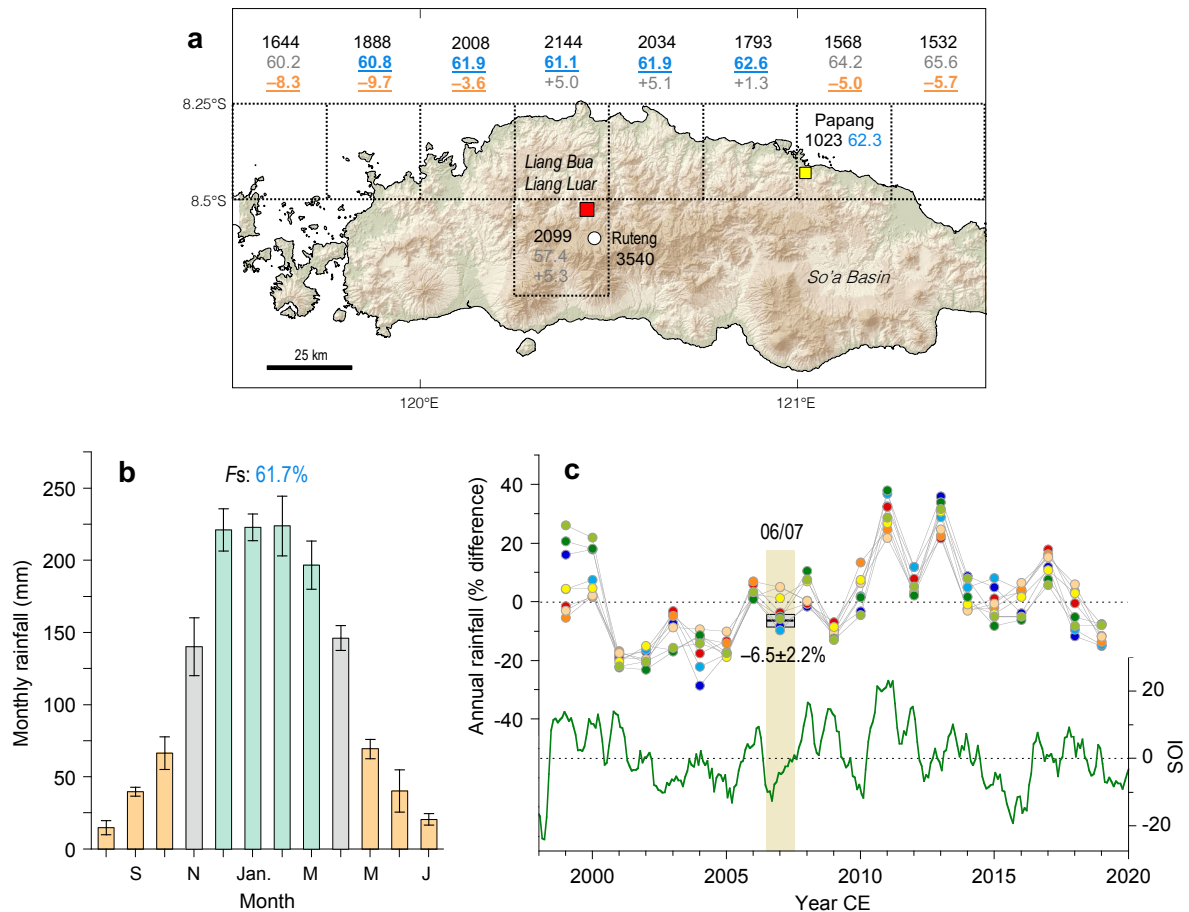 a
1644 1888 2008 2144 2034 1793 1568 1532
60.2 60.8 61.9 61.1 61.9 62.6 64.2 65.6
–8.3 –9.7 –3.6 +5.0 +5.1 +1.3 –5.0 –5.7
8.25°S
Papang
1023 62.3
Liang Bua
Liang Luar
8.5°S
2099
57.4
+5.3
Ruteng
3540
So'a Basin
25 km
120°E 121°E
b
Fs: 61.7%
Monthly rainfall (mm)
250
200
150
100
50
0
S N Jan. M M J
Month
c
Annual rainfall (% difference)
40
20
0
-20
-40
06/07
–6.5±2.2%
SOI
20
0
-20
2000 2005 2010 2015 2020
Year CE